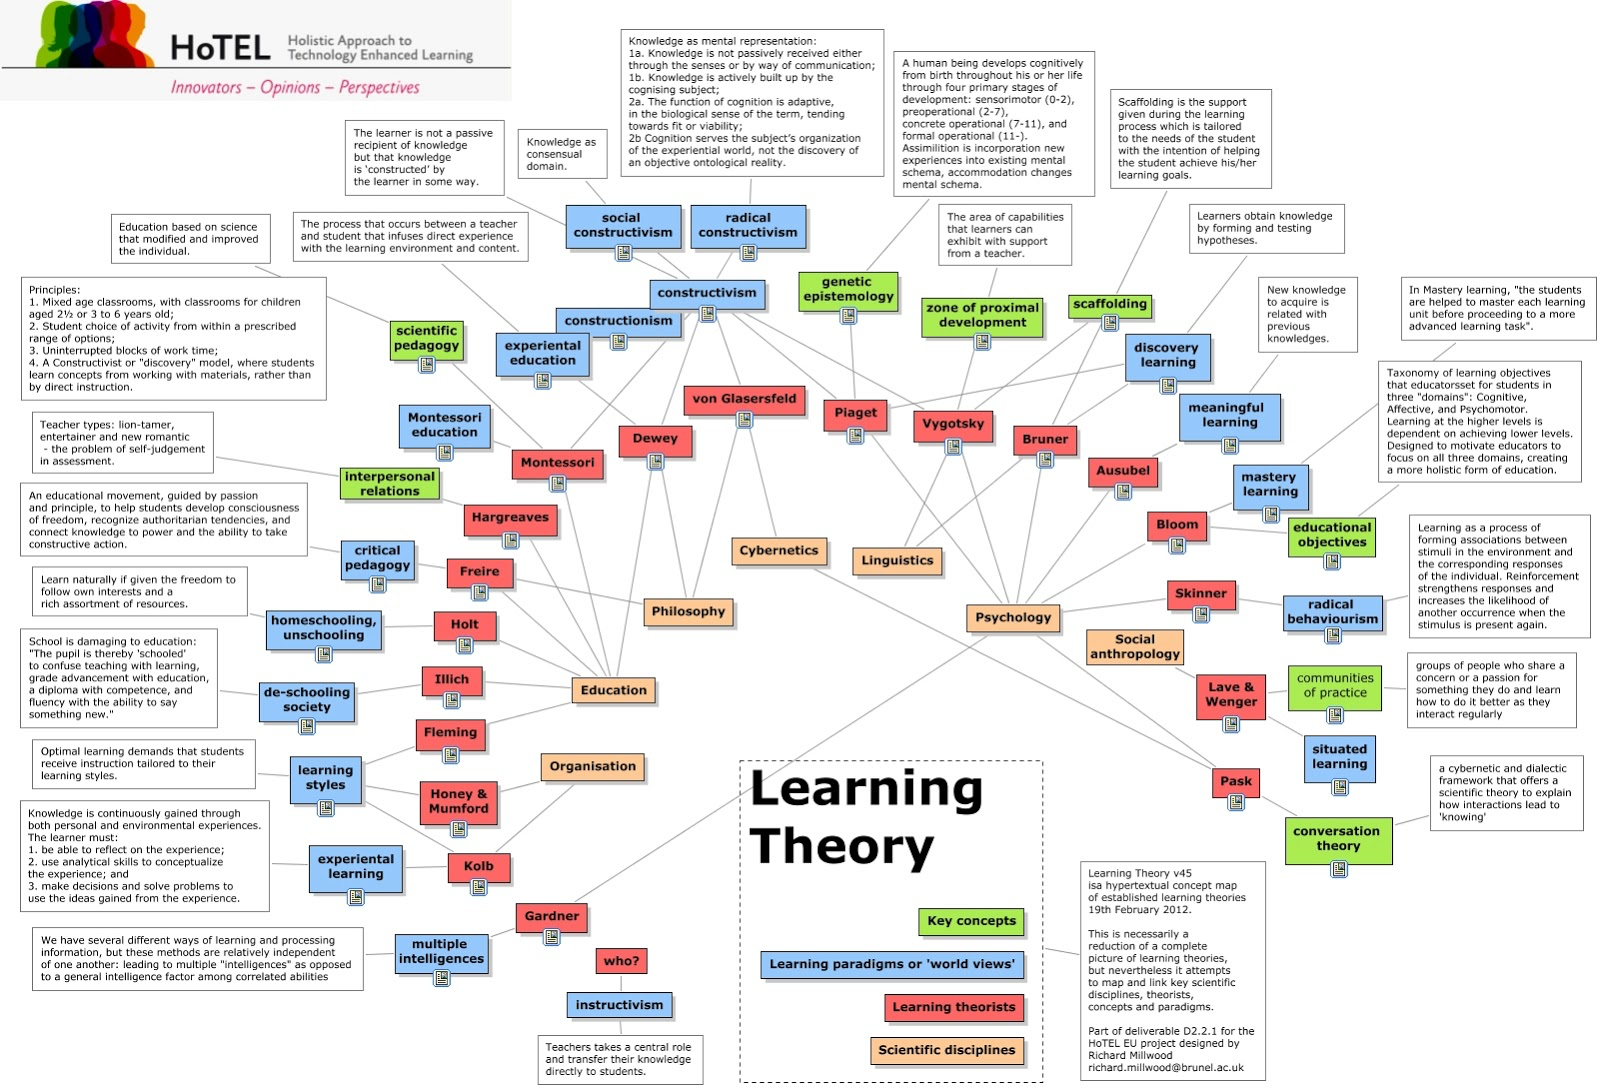 HoTEL
Holistic Approach to
Technology Enhanced Learning
Innovators – Opinions – Perspectives
Knowledge as mental representation:
1a. Knowledge is not passively received either
through the senses or by way of communication;
1b. Knowledge is actively built up by the
cognising subject;
2a. The function of cognition is adaptive,
in the biological sense of the term, tending
towards fit or viability;
2b Cognition serves the subject's organization
of the experiential world, not the discovery of
an objective ontological reality.
A human being develops cognitively
from birth throughout his or her life
through four primary stages of
development: sensorimotor (0-2),
preoperational (2-7),
concrete operational (7-11), and
formal operational (11-).
Assimilition is incorporation new
experiences into existing mental
schema, accommodation changes
mental schema.
Scaffolding is the support
given during the learning
process which is tailored
to the needs of the student
with the intention of helping
the student achieve his/her
learning goals.
The learner is not a passive
recipient of knowledge
but that knowledge
is 'constructed' by
the learner in some way.
Knowledge as
consensual
domain.
Education based on science
that modified and improved
the individual.
The process that occurs between a teacher
and student that infuses direct experience
with the learning environment and content.
social
constructivism
radical
constructivism
The area of capabilities
that learners can
exhibit with support
from a teacher.
Learners obtain knowledge
by forming and testing
hypotheses.
Principles:
1. Mixed age classrooms, with classrooms for children
aged 2½ or 3 to 6 years old;
2. Student choice of activity from within a prescribed
range of options;
3. Uninterrupted blocks of work time;
4. A Constructivist or "discovery" model, where students
learn concepts from working with materials, rather than
by direct instruction.
scientific
pedagogy
constructivism
constructionism
experiental
education
genetic
epistemology
zone of proximal
development
scaffolding
discovery
learning
New knowledge
to acquire is
related with
previous
knowledges.
In Mastery learning, "the students
are helped to master each learning
unit before proceeding to a more
advanced learning task".
Taxonomy of learning objectives
that educatorsset for students in
three "domains": Cognitive,
Affective, and Psychomotor.
Learning at the higher levels is
dependent on achieving lower levels.
Designed to motivate educators to
focus on all three domains, creating
a more holistic form of education.
Teacher types: lion-tamer,
entertainer and new romantic
- the problem of self-judgement
in assessment.
Montessori
education
von Glasersfeld
Piaget
Vygotsky
Bruner
meaningful
learning
Dewey
Montessori
Ausubel
mastery
learning
interpersonal
relations
Hargreaves
Bloom
educational
objectives
An educational movement, guided by passion
and principle, to help students develop consciousness
of freedom, recognize authoritarian tendencies, and
connect knowledge to power and the ability to take
constructive action.
critical
pedagogy
Freire
Cybernetics
Linguistics
Learning as a process of
forming associations between
stimuli in the environment and
the corresponding responses
of the individual. Reinforcement
strengthens responses and
increases the likelihood of
another occurrence when the
stimulus is present again.
Learn naturally if given the freedom to
follow own interests and a
rich assortment of resources.
homeschooling,
unschooling
Holt
Philosophy
Psychology
Skinner
radical
behaviourism
School is damaging to education:
"The pupil is thereby 'schooled'
to confuse teaching with learning,
grade advancement with education,
a diploma with competence, and
fluency with the ability to say
something new."
de-schooling
society
Illich
Education
Social
anthropology
Lave &
Wenger
communities
of practice
groups of people who share a
concern or a passion for
something they do and learn
how to do it better as they
interact regularly
Optimal learning demands that students
receive instruction tailored to their
learning styles.
learning
styles
Fleming
Organisation
Honey &
Mumford
situated
learning
Pask
a cybernetic and dialectic
framework that offers a
scientific theory to explain
how interactions lead to
'knowing'
conversation
theory
Knowledge is continuously gained through
both personal and environmental experiences.
The learner must:
1. be able to reflect on the experience;
2. use analytical skills to conceptualize
the experience; and
3. make decisions and solve problems to
use the ideas gained from the experience.
experiental
learning
Kolb
Gardner
We have several different ways of learning and processing
information, but these methods are relatively independent
of one another: leading to multiple "intelligences" as opposed
to a general intelligence factor among correlated abilities
multiple
intelligences
who?
instructivism
Teachers takes a central role
and transfer their knowledge
directly to students.
Learning
Theory
Key concepts
Learning paradigms or 'world views'
Learning theorists
Scientific disciplines
Learning Theory v45
isa hypertextual concept map
of established learning theories
19th February 2012.
This is necessarily a
reduction of a complete
picture of learning theories,
but nevertheless it attempts
to map and link key scientific
disciplines, theorists,
concepts and paradigms.
Part of deliverable D2.2.1 for the
HoTEL EU project designed by
Richard Millwood
richard.millwood@brunel.ac.uk